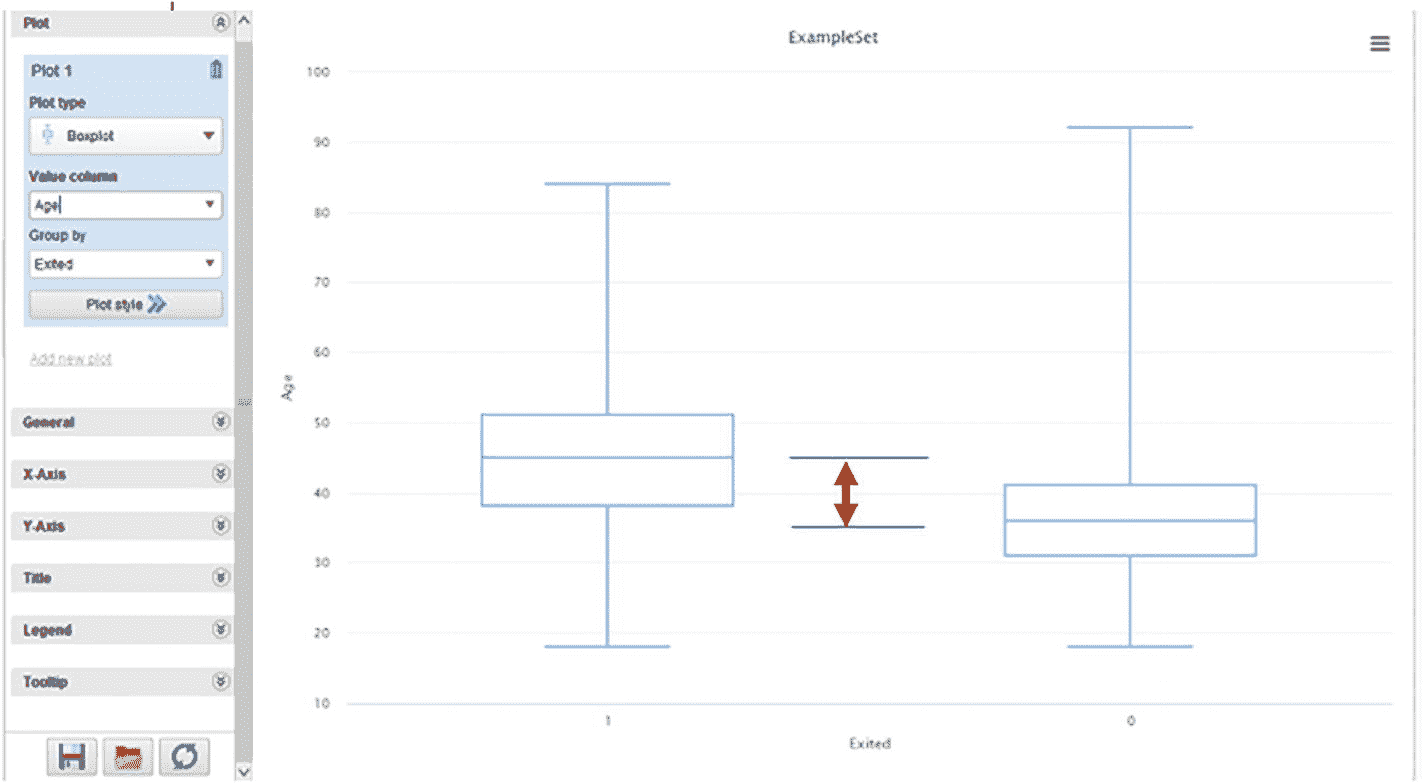 Plot
Plot 1
Plot type
Boxplot
Value column
Age
Group by
Exited
Plot style
Add new plot
General
X-Axis
Y-Axis
Title
Legend
Tooltip
ExampleSet
100
90
80
70
60
50
40
30
20
10
Age
1
0
Exited